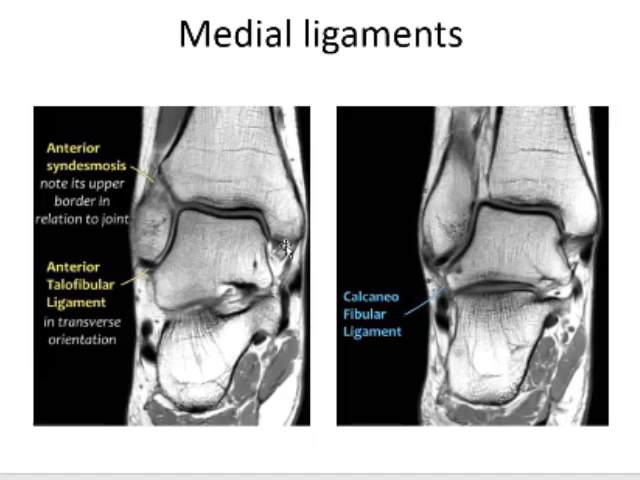 Medial ligaments
Anterior
syndesmosis
note its upper
border in
relation to joint
Anterior
Talofibular
Ligament
in transverse
orientation
Calcaneo
Fibular
Ligament